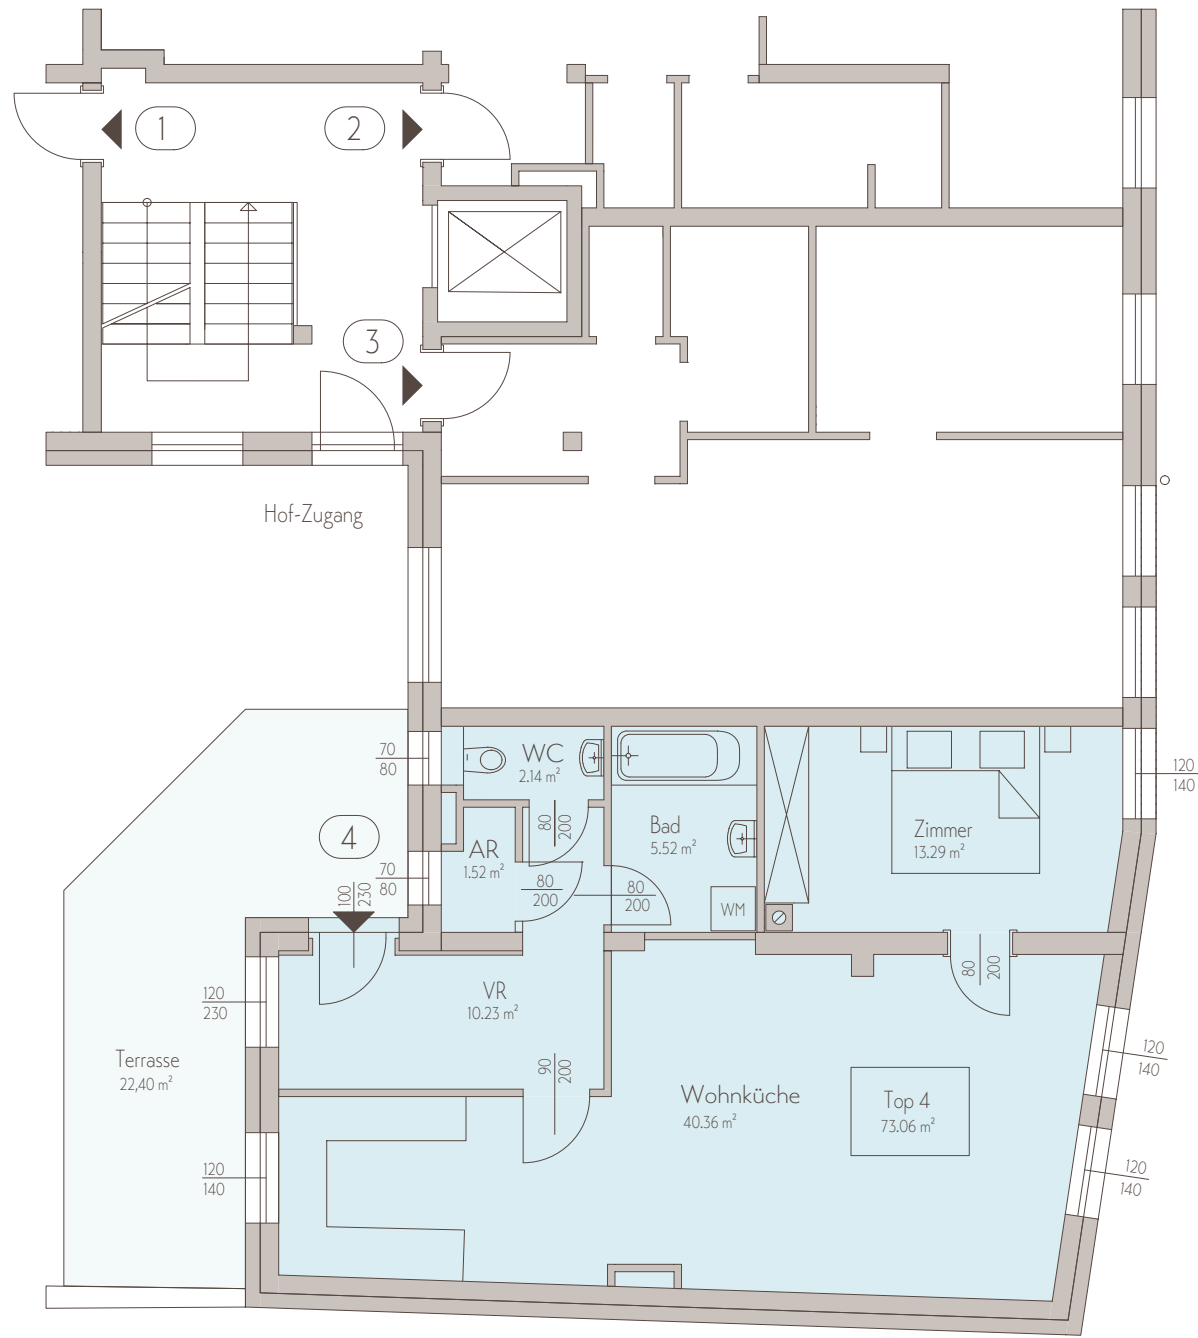 1
2
3
Hof-Zugang
70
80
WC
2.14 m²
120
140
4
80
200
Bad
5.52 m²
Zimmer
13.29 m²
AR
1.52 m²
70
80
100
230
80
200
80
200
WM
120
230
VR
10.23 m²
80
200
Terrasse
22,40 m²
90
200
120
140
Wohnküche
40.36 m²
Top 4
73.06 m²
120
140
120
140